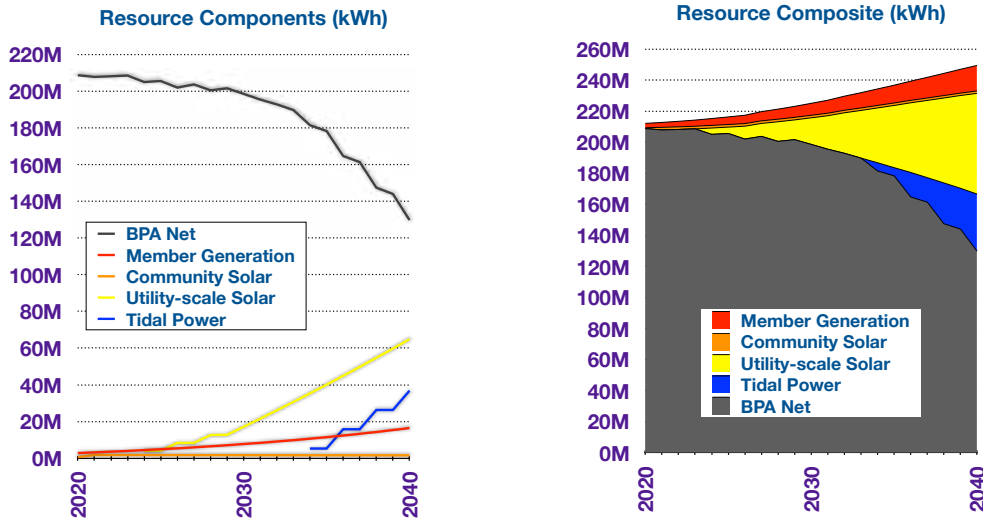 Resource Components (kWh)
220M
200M
180M
160M
140M
120M
100M
80M
60M
40M
20M
0M
BPA Net
Member Generation
Community Solar
Utility-scale Solar
Tidal Power
2020
2030
2040
Resource Composite (kWh)
260M
240M
220M
200M
180M
160M
140M
120M
100M
80M
60M
40M
20M
0M
Member Generation
Community Solar
Utility-scale Solar
Tidal Power
BPA Net
2020
2030
2040